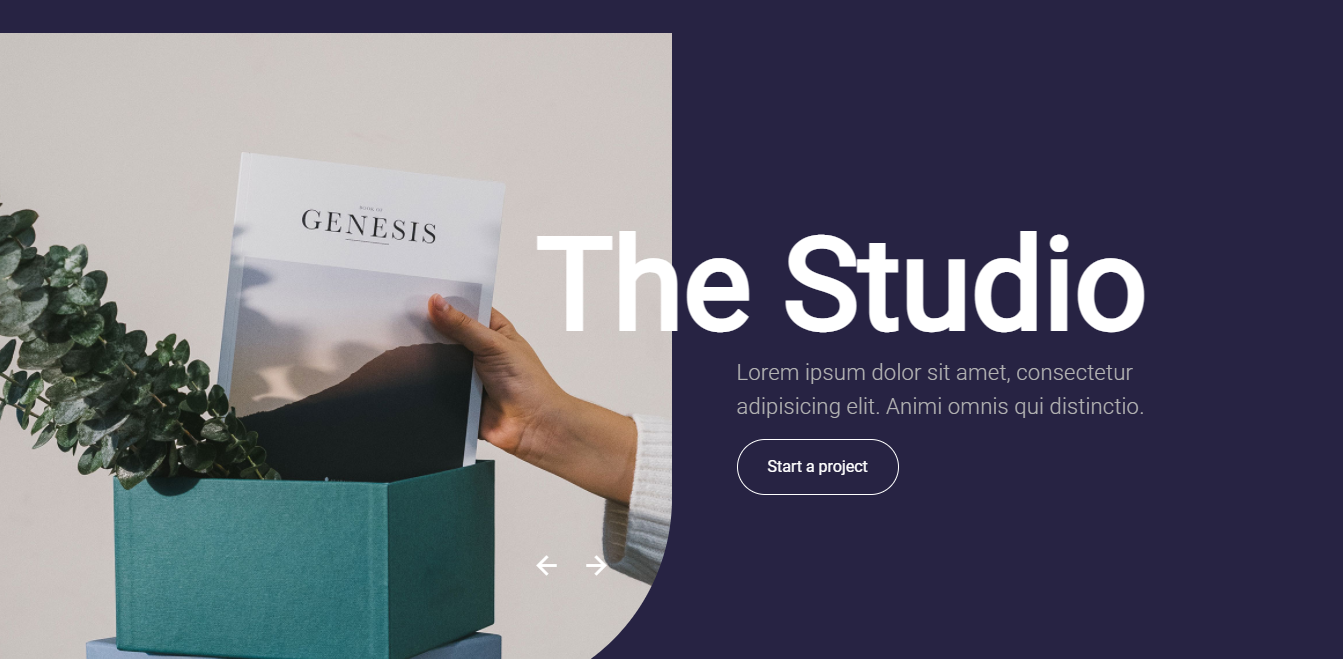 BOOK OF
GENESIS
The Studio
Lorem ipsum dolor sit amet, consectetur
adipisicing elit. Animi omnis qui distinctio.
Start a project